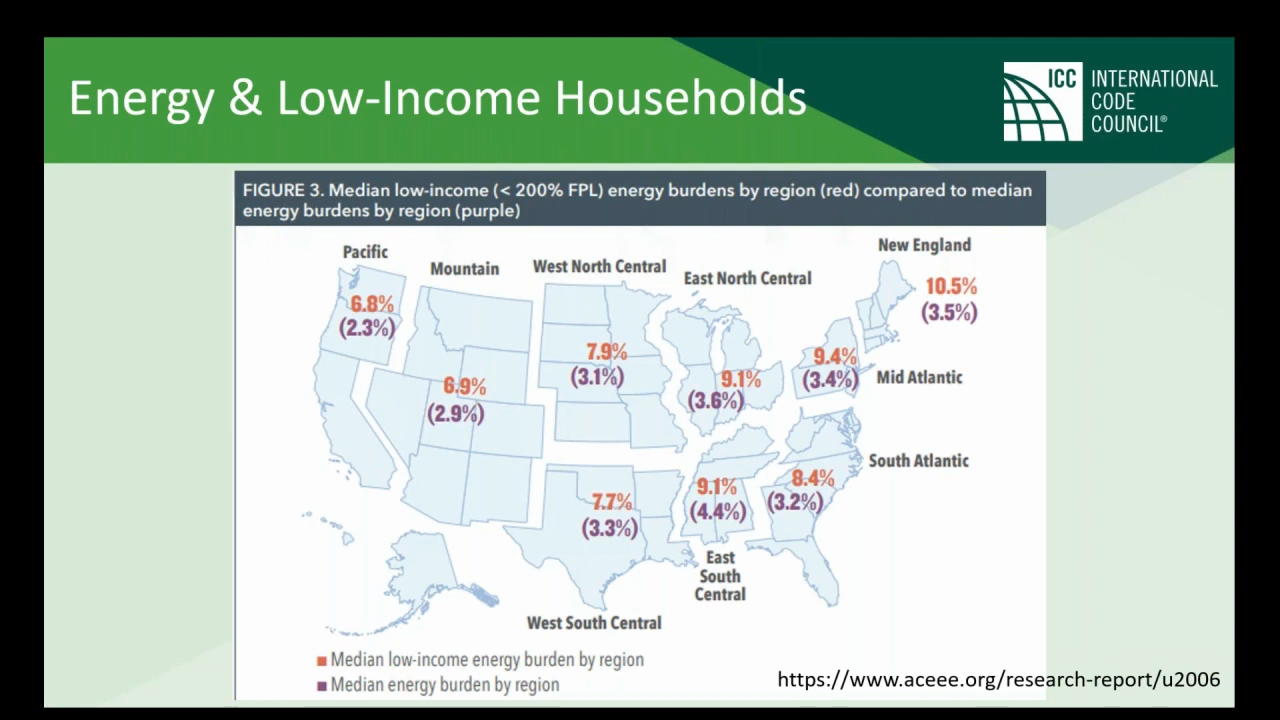 Energy & Low-Income Households
ICC INTERNATIONAL
CODE
COUNCIL®
FIGURE 3. Median low-income (< 200% FPL) energy burdens by region (red) compared to median
energy burdens by region (purple)
Pacific
6.8%
(2.3%)
Mountain
6.9%
(2.9%)
West North Central
7.9%
(3.1%)
East North Central
9.1%
(3.6%)
New England
10.5%
(3.5%)
9.4%
(3.4%)
Mid Atlantic
South Atlantic
8.4%
(3.2%)
9.1%
(4.4%)
East
South
Central
7.7%
(3.3%)
West South Central
Median low-income energy burden by region
Median energy burden by region
https://www.aceee.org/research-report/u2006